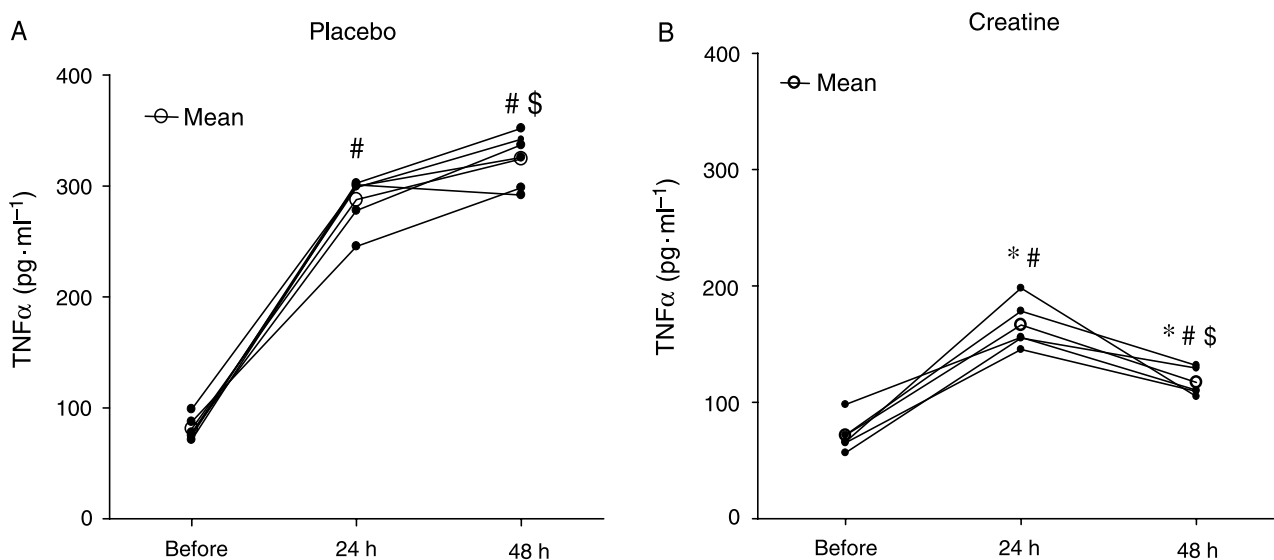 A
Placebo
400
300
200
100
0
TNFα (pg·ml⁻¹)
Mean
#
# $
Before
24 h
48 h
B
Creatine
400
300
200
100
0
TNFα (pg·ml⁻¹)
Mean
* #
* # $
Before
24 h
48 h